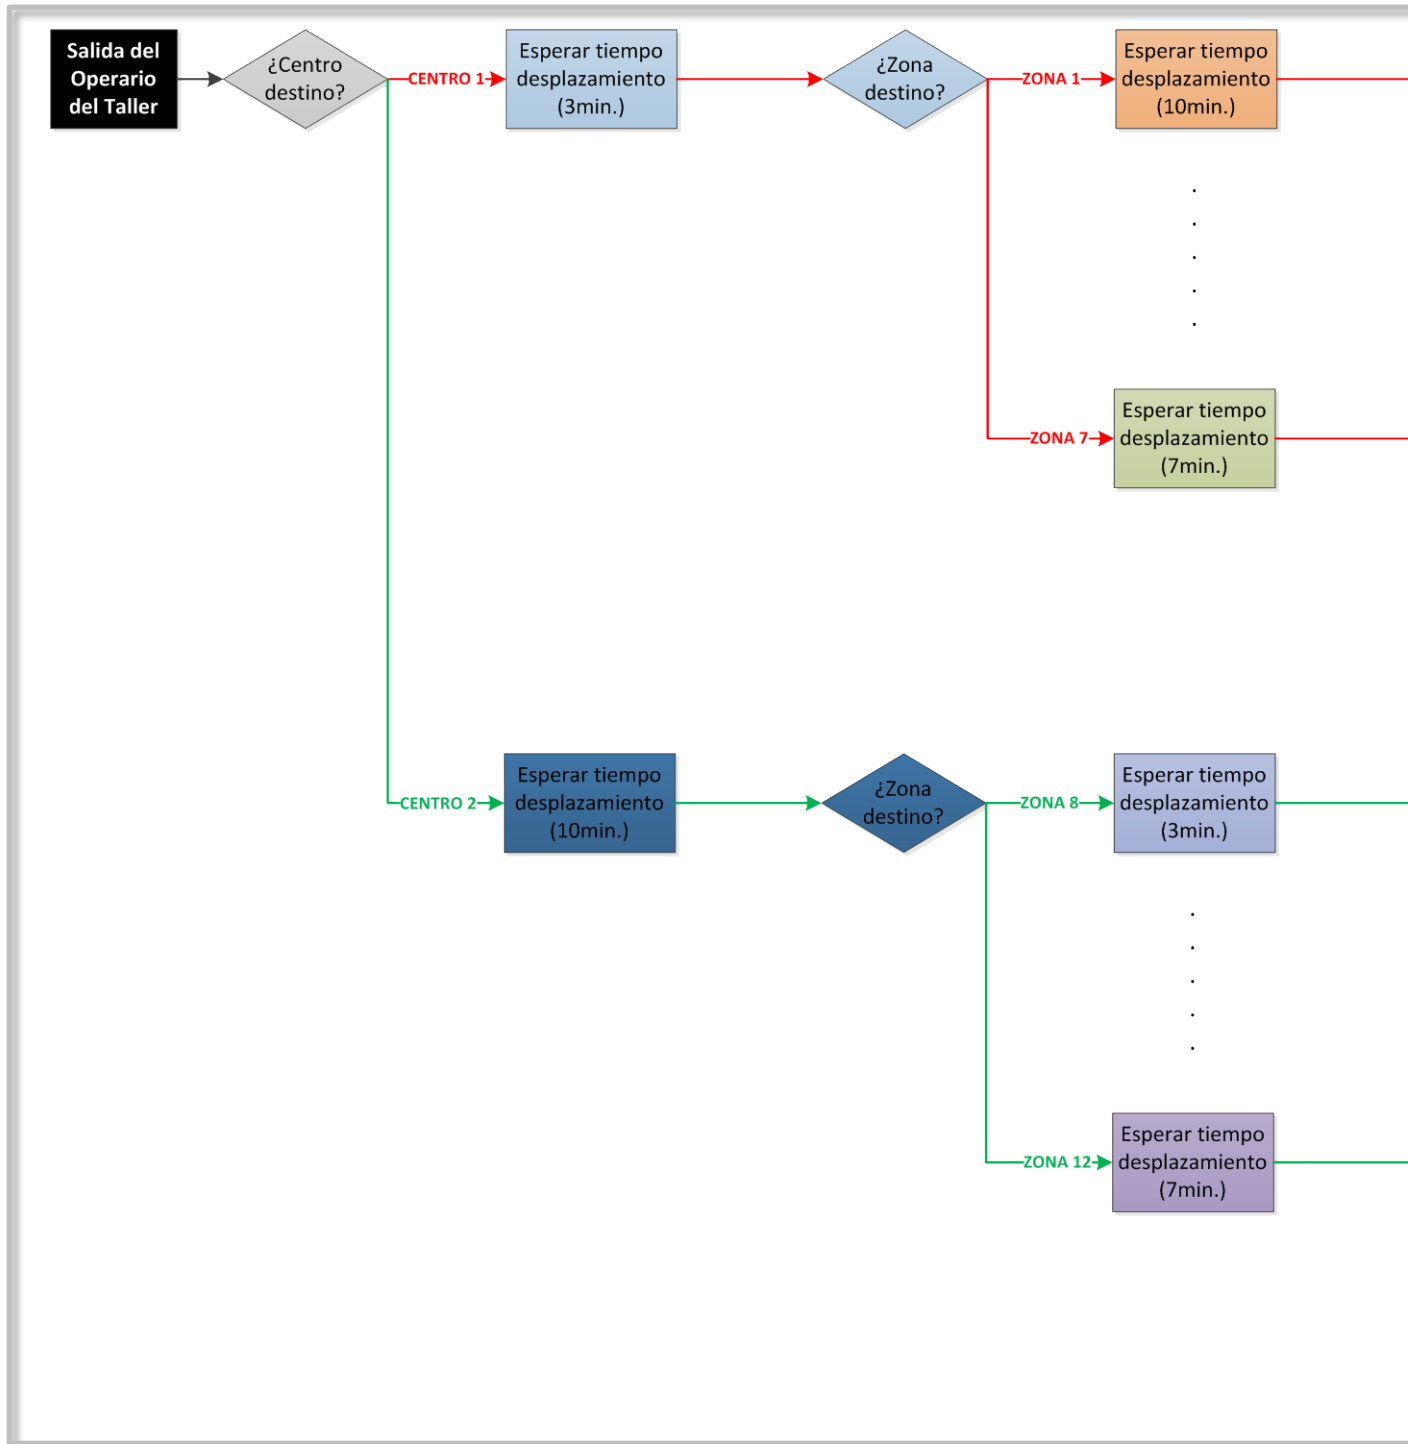 Salida del
Operario
del Taller
¿Centro
destino?
CENTRO 1
Esperar tiempo
desplazamiento
(3min.)
¿Zona
destino?
ZONA 1
Esperar tiempo
desplazamiento
(10min.)
.
.
.
.
.
ZONA 7
Esperar tiempo
desplazamiento
(7min.)
CENTRO 2
Esperar tiempo
desplazamiento
(10min.)
¿Zona
destino?
ZONA 8
Esperar tiempo
desplazamiento
(3min.)
.
.
.
.
.
ZONA 12
Esperar tiempo
desplazamiento
(7min.)